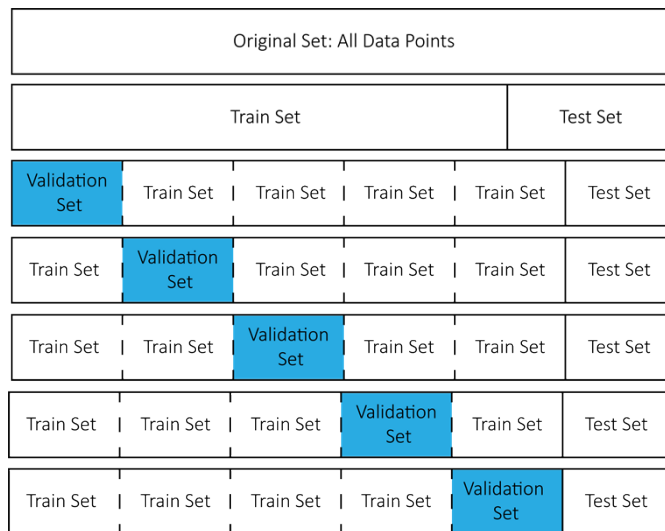 Original Set: All Data Points
Train Set Test Set
Validation Set Train Set Train Set Train Set Train Set Test Set
Train Set Validation Set Train Set Train Set Train Set Test Set
Train Set Train Set Validation Set Train Set Train Set Test Set
Train Set Train Set Train Set Validation Set Train Set Test Set
Train Set Train Set Train Set Train Set Validation Set Test Set